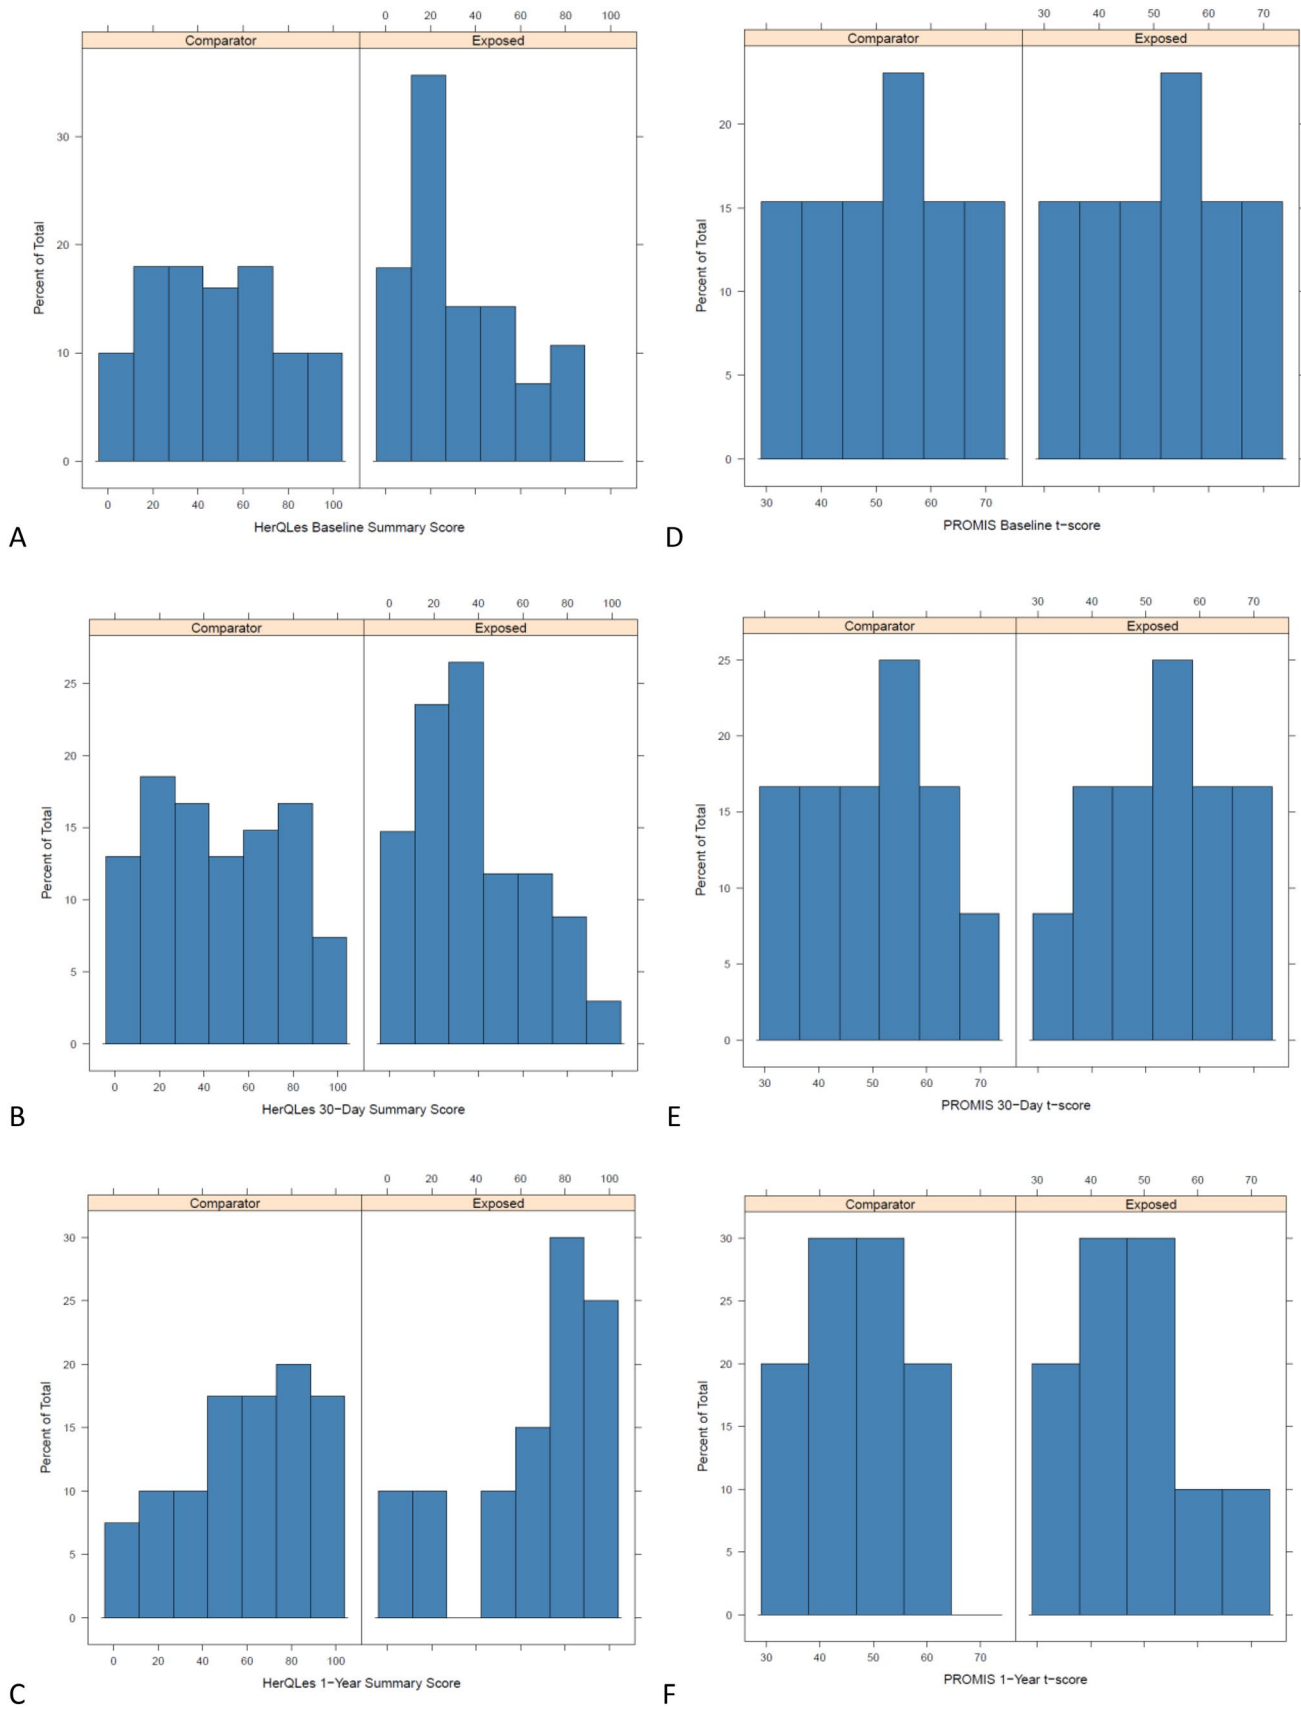 0 20 40 60 80
Comparator Exposed
30
20
10
0
Percent of Total
0 20 40 60 80 100
HerQLes Baseline Summary Score
A
30 40 50 60 70
Comparator Exposed
20
15
10
5
0
Percent of Total
30 40 50 60 70
PROMIS Baseline t-score
D
0 20 40 60 80 100
Comparator Exposed
25
20
15
10
5
0
Percent of Total
0 20 40 60 80 100
HerQLes 30-Day Summary Score
B
30 40 50 60 70
Comparator Exposed
25
20
15
10
5
0
Percent of Total
30 40 50 60 70
PROMIS 30-Day t-score
E
0 20 40 60 80 100
Comparator Exposed
30
25
20
15
10
5
0
Percent of Total
0 20 40 60 80 100
HerQLes 1-Year Summary Score
C
30 40 50 60 70
Comparator Exposed
30
25
20
15
10
5
0
Percent of Total
30 40 50 60 70
PROMIS 1-Year t-score
F